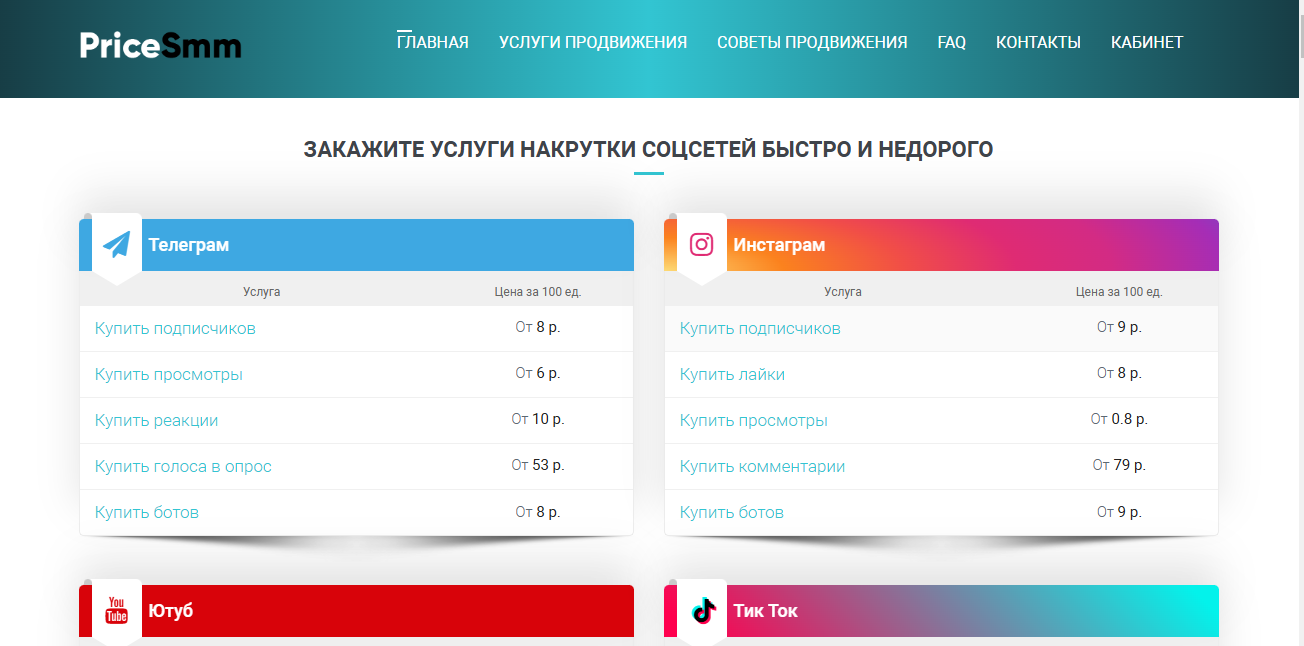 PriceSmm
ГЛАВНАЯ УСЛУГИ ПРОДВИЖЕНИЯ СОВЕТЫ ПРОДВИЖЕНИЯ FAQ КОНТАКТЫ КАБИНЕТ
ЗАКАЖИТЕ УСЛУГИ НАКРУТКИ СОЦСЕТЕЙ БЫСТРО И НЕДОРОГО
Телеграм
Услуга Цена за 100 ед.
Купить подписчиков От 8 р.
Купить просмотры От 6 р.
Купить реакции От 10 р.
Купить голоса в опрос От 53 р.
Купить ботов От 8 р.
Инстаграм
Услуга Цена за 100 ед.
Купить подписчиков От 9 р.
Купить лайки От 8 р.
Купить просмотры От 0.8 р.
Купить комментарии От 79 р.
Купить ботов От 9 р.
You
Tube
Ютуб
Тик Ток